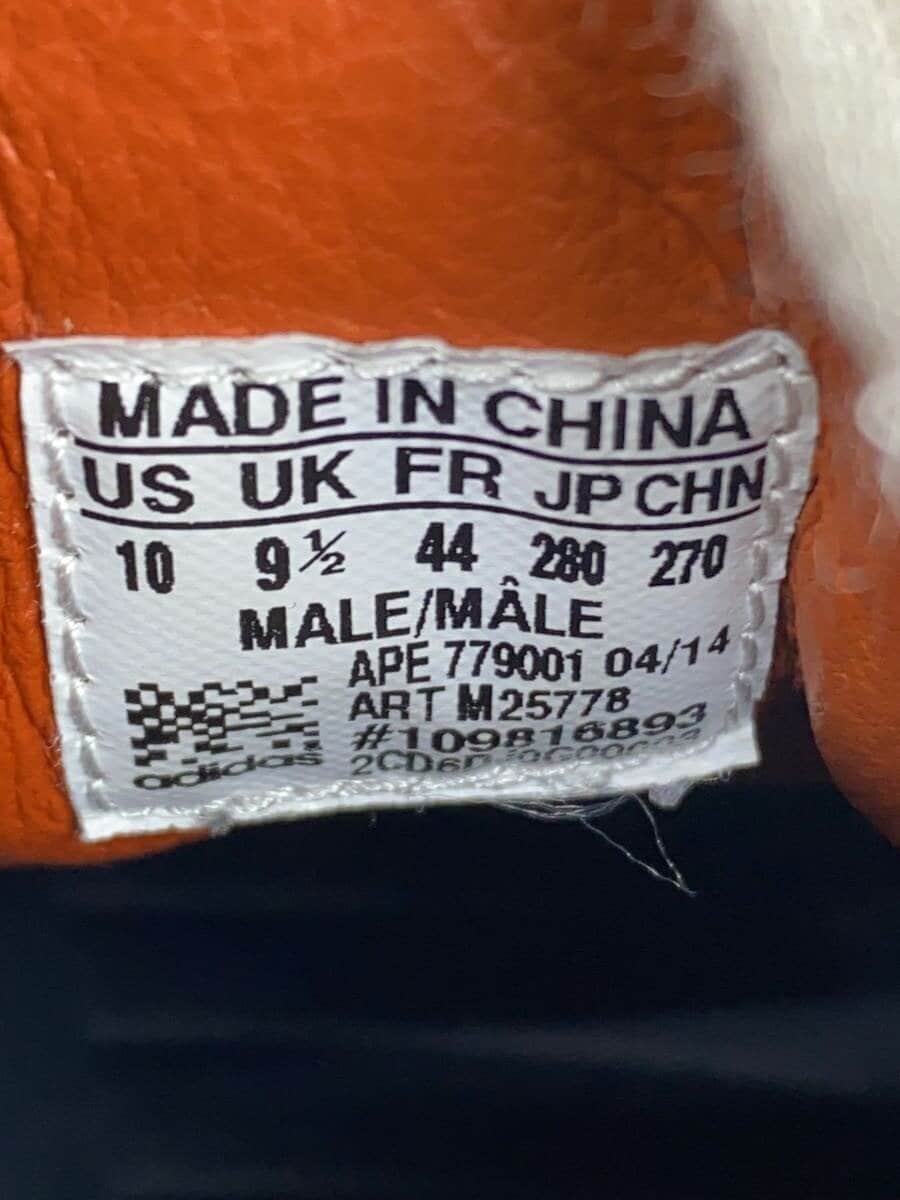 MADE IN CHINA
US UK FR JP CHN
10 9½ 44 280 270
MALE/MÂLE
APE 779001 04/14
ART M25778
#109816893
adidas